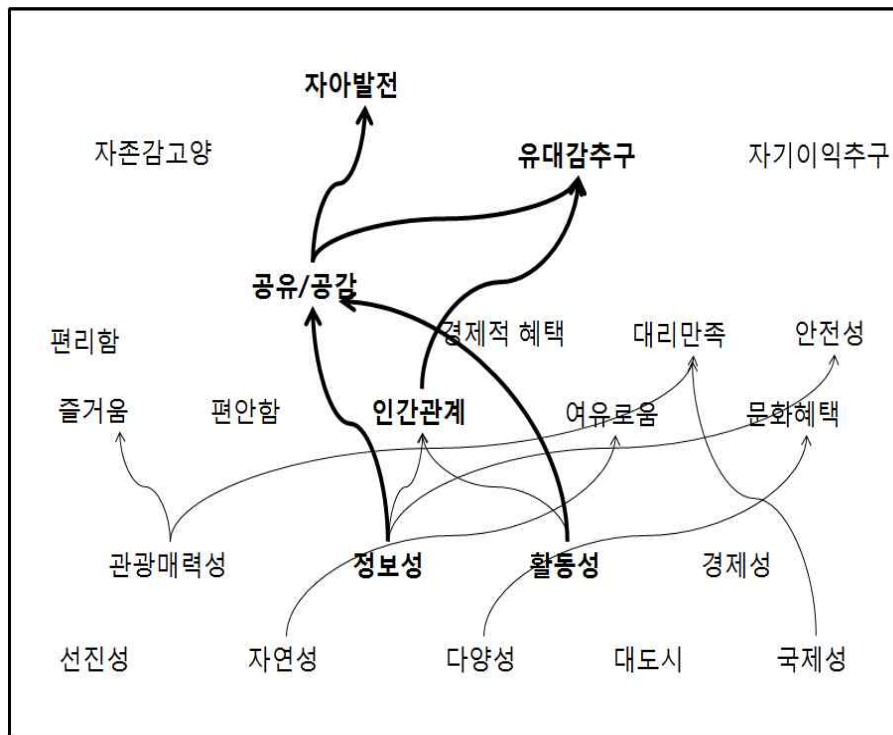 자아발전
자존감고양 유대감추구 자기이익추구
공유/공감
편리함 경제적 혜택 대리만족 안전성
즐거움 편안함 인간관계 여유로움 문화혜택
관광매력성 정보성 활동성 경제성
선진성 자연성 다양성 대도시 국제성